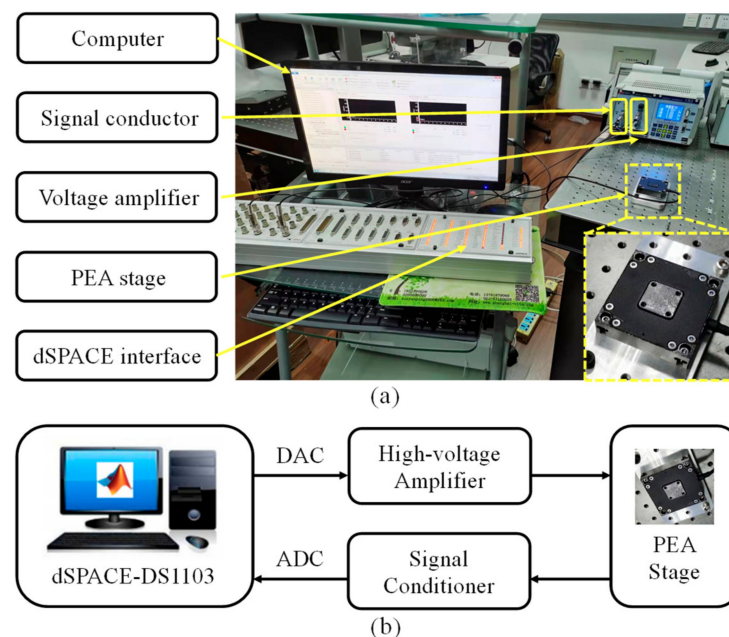 Computer
Signal conductor
Voltage amplifier
PEA stage
dSPACE interface
(a)
DAC
High-voltage
Amplifier
dSPACE-DS1103
ADC
Signal
Conditioner
PEA
Stage
(b)